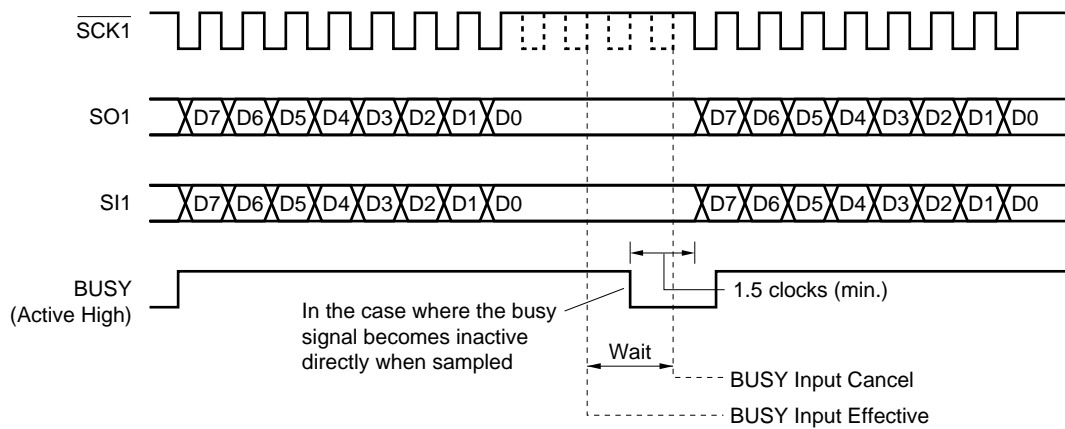 SCK1
SO1
D7 D6 D5 D4 D3 D2 D1 D0 D7 D6 D5 D4 D3 D2 D1 D0
SI1
D7 D6 D5 D4 D3 D2 D1 D0 D7 D6 D5 D4 D3 D2 D1 D0
BUSY
(Active High)
1.5 clocks (min.)
In the case where the busy
signal becomes inactive
directly when sampled
Wait
BUSY Input Cancel
BUSY Input Effective